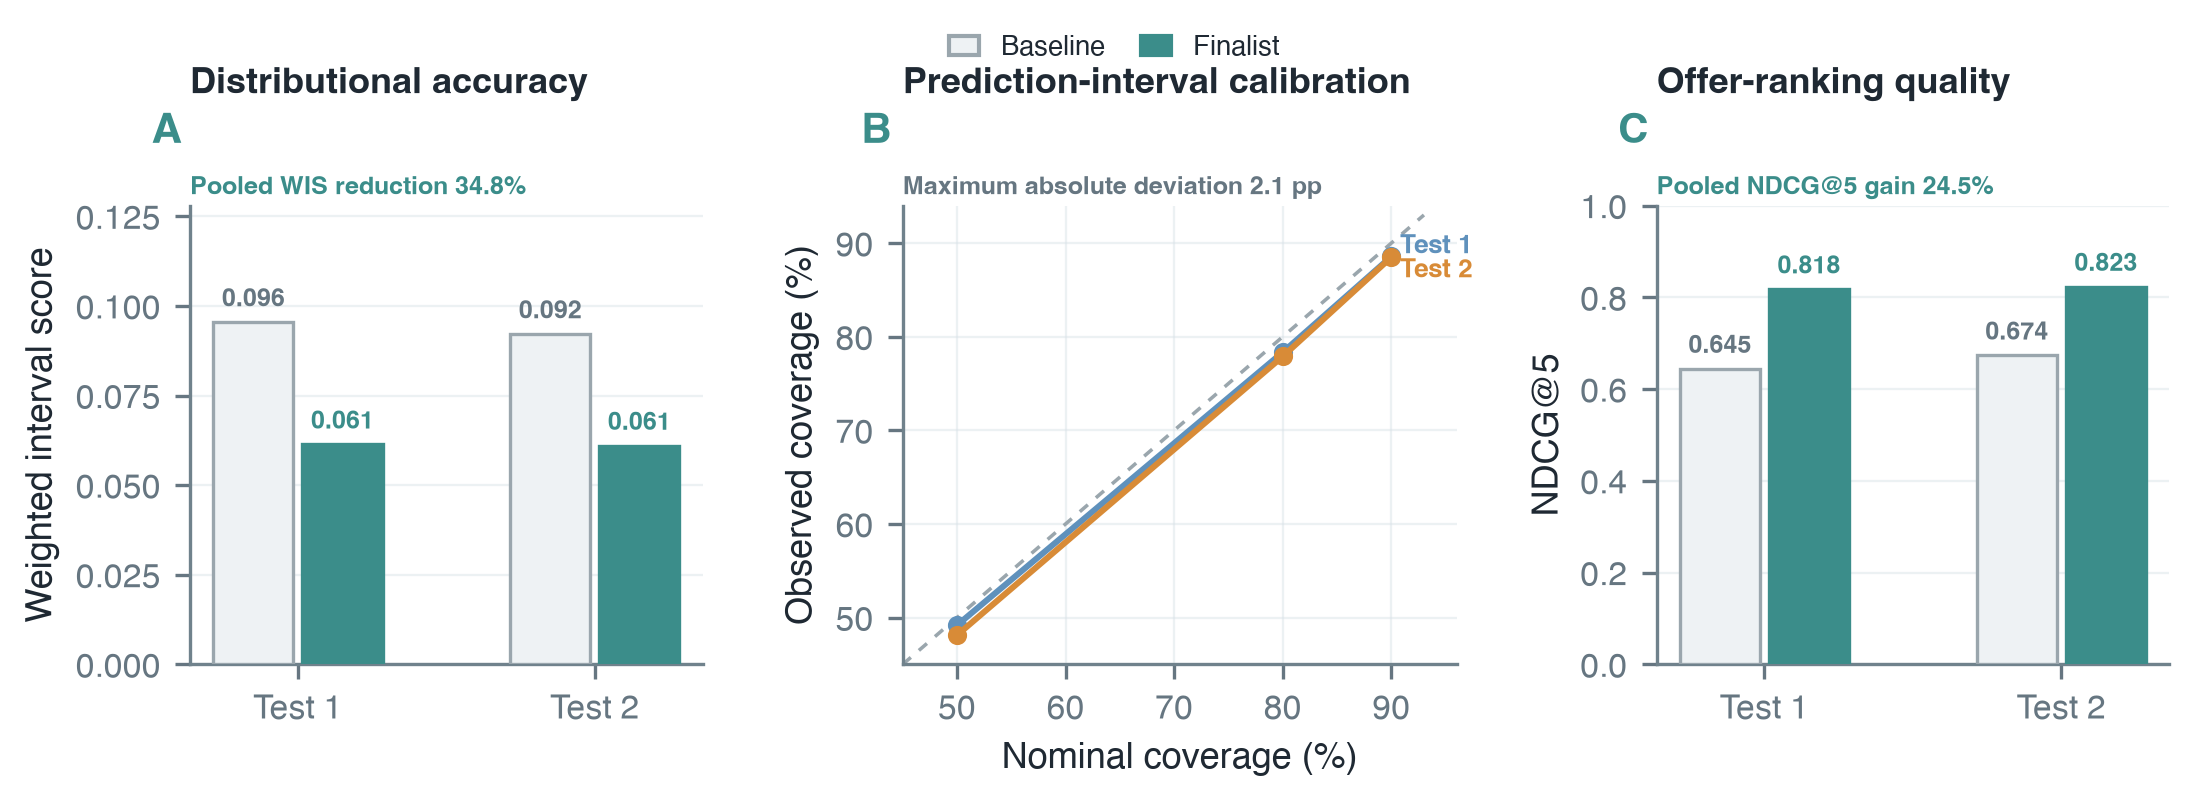 Baseline Finalist
Distributional accuracy
A
Pooled WIS reduction 34.8%
Weighted interval score
0.125
0.100
0.075
0.050
0.025
0.000
0.096
0.061
0.092
0.061
Test 1
Test 2
Prediction-interval calibration
B
Maximum absolute deviation 2.1 pp
Observed coverage (%)
90
80
70
60
50
Test 1
Test 2
50 60 70 80 90
Nominal coverage (%)
Offer-ranking quality
C
Pooled NDCG@5 gain 24.5%
NDCG@5
1.0
0.8
0.6
0.4
0.2
0.0
0.645
0.818
0.674
0.823
Test 1
Test 2